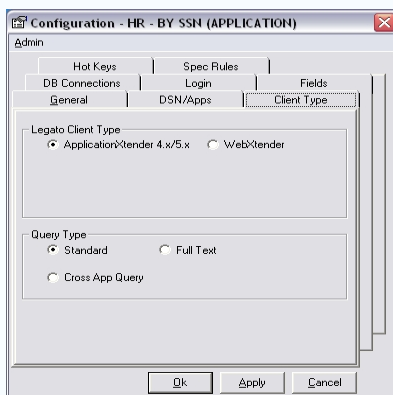 Configuration - HR - BY SSN (APPLICATION)
Admin
Hot Keys Spec Rules
DB Connections Login Fields
General DSN/Apps Client Type
Legato Client Type
ApplicationXtender 4.x/5.x WebXtender
Query Type
Standard Full Text
Cross App Query
Ok Apply Cancel